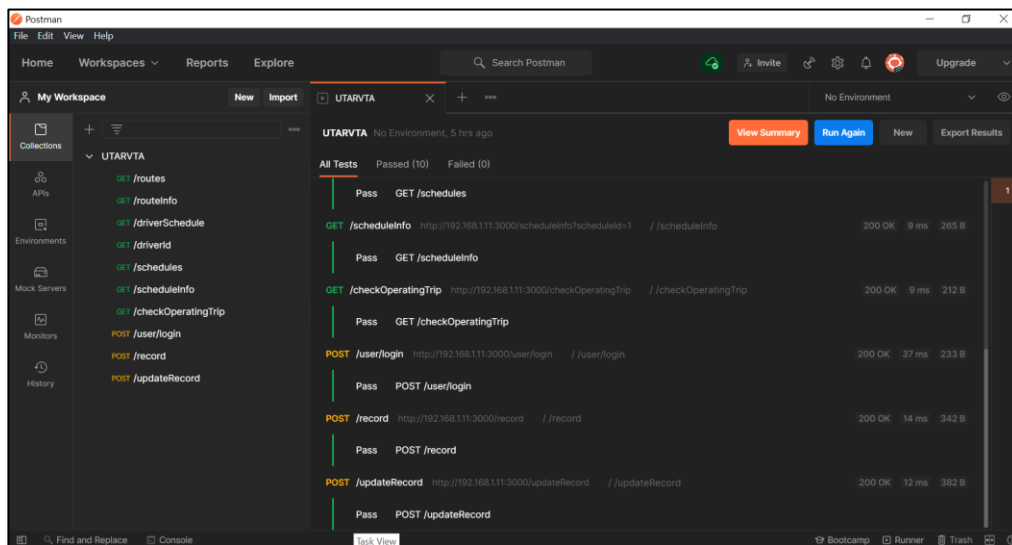 Postman
File Edit View Help
Home Workspaces Reports Explore Search Postman Invite Upgrade
My Workspace New Import UTARVTA No Environment
Collections
APIs
Environments
Mock Servers
Monitors
History
UTARVTA
GET /routes
GET /routeInfo
GET /driverSchedule
GET /driverId
GET /schedules
GET /scheduleInfo
GET /checkOperatingTrip
POST /user/login
POST /record
POST /updateRecord
UTARVTA No Environment, 5 hrs ago View Summary Run Again New Export Results
All Tests Passed (10) Failed (0)
1
Pass GET /schedules
GET /scheduleInfo http://192.168.1.11:3000/scheduleInfo?scheduleId=1 / /scheduleInfo 200 OK 9 ms 265 B
Pass GET /scheduleInfo
GET /checkOperatingTrip http://192.168.1.11:3000/checkOperatingTrip / /checkOperatingTrip 200 OK 9 ms 212 B
Pass GET /checkOperatingTrip
POST /user/login http://192.168.1.11:3000/user/login / /user/login 200 OK 37 ms 233 B
Pass POST /user/login
POST /record http://192.168.1.11:3000/record / /record 200 OK 14 ms 342 B
Pass POST /record
POST /updateRecord http://192.168.1.11:3000/updateRecord / /updateRecord 200 OK 12 ms 382 B
Pass POST /updateRecord
Find and Replace Console Task View Bootcamp Runner Trash